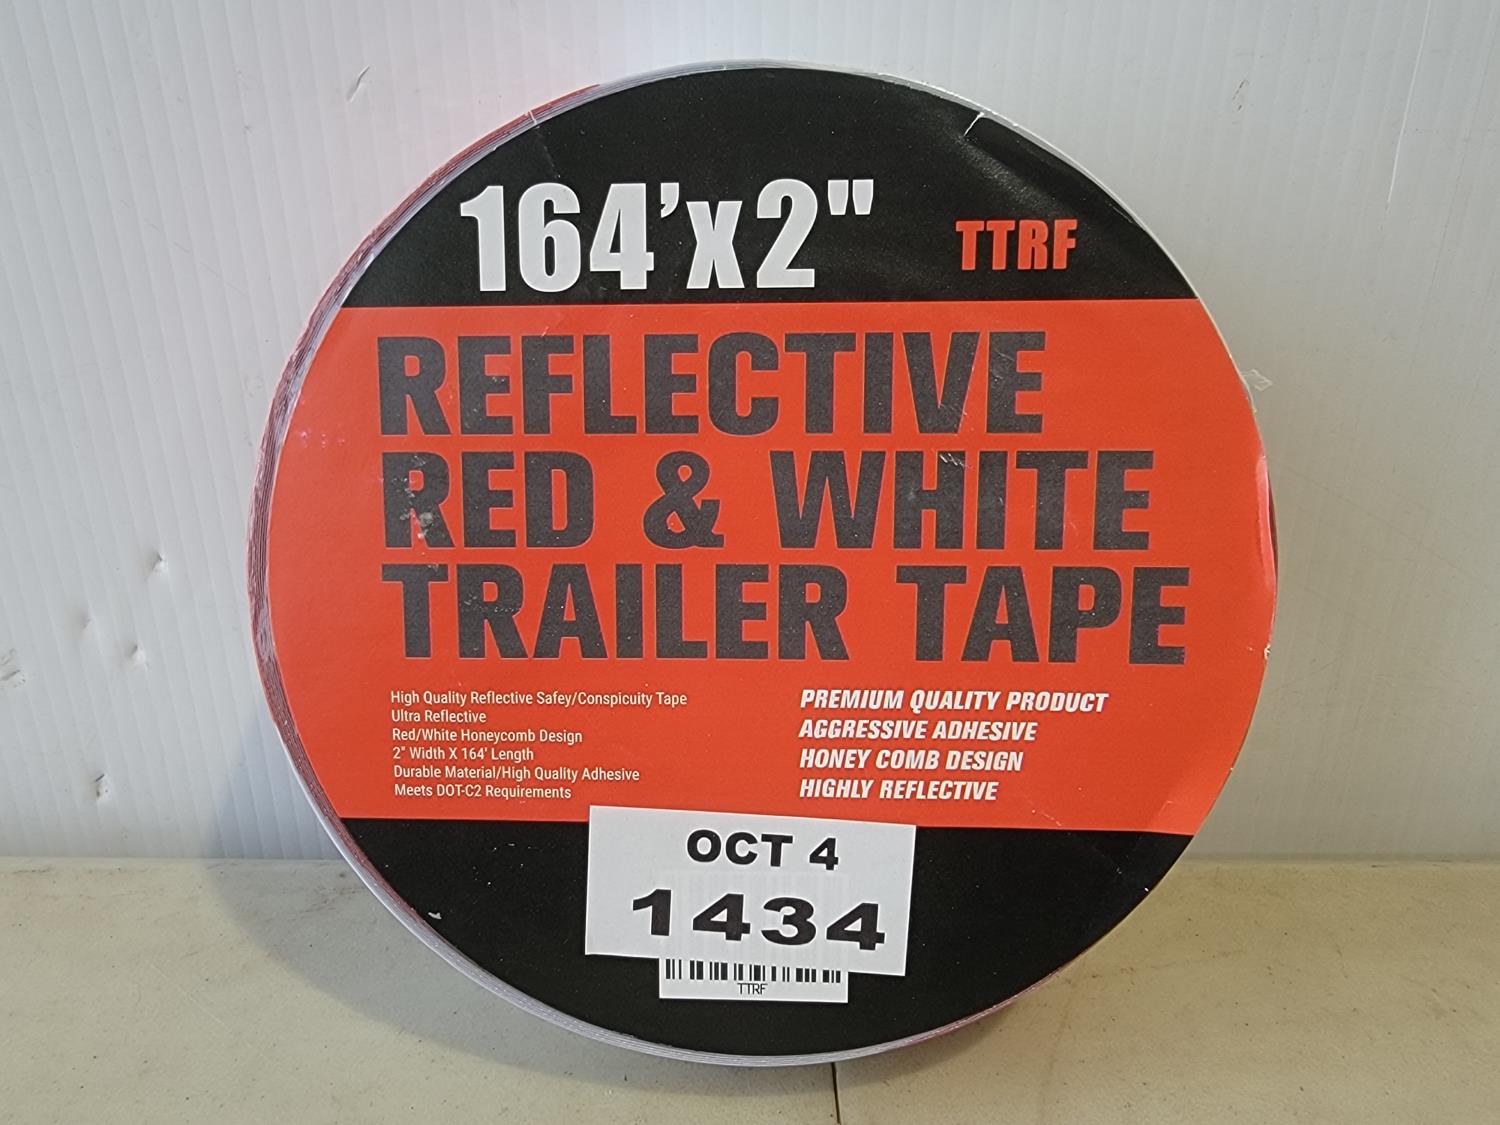 164'x2"
TTRF
REFLECTIVE
RED & WHITE
TRAILER TAPE
High Quality Reflective Safey/Conspicuity Tape
Ultra Reflective
Red/White Honeycomb Design
2" Width X 164' Length
Durable Material/High Quality Adhesive
Meets DOT-C2 Requirements
PREMIUM QUALITY PRODUCT
AGGRESSIVE ADHESIVE
HONEY COMB DESIGN
HIGHLY REFLECTIVE
OCT 4
1434
TTRF